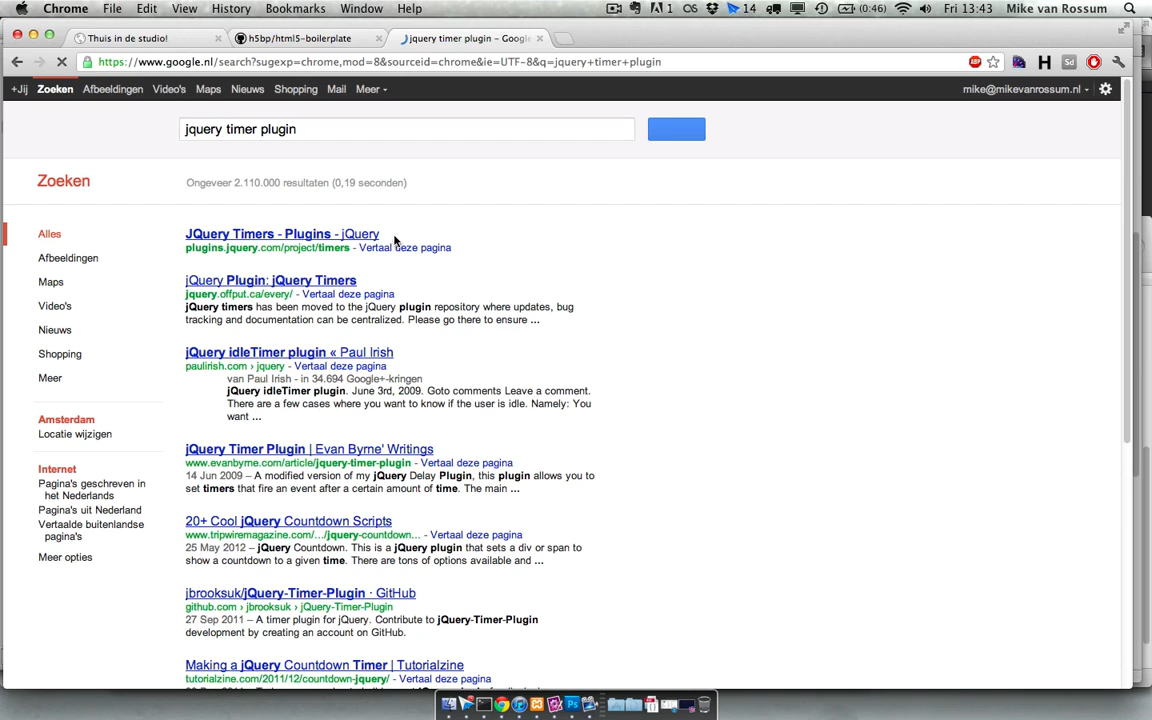 Chrome File Edit View History Bookmarks Window Help
1 OS 14 (0:46) Fri 13:43 Mike van Rossum
Thuis in de studio! h5bp/html5-boilerplate jquery timer plugin - Google
https://www.google.nl/search?sugexp=chrome,mod=8&sourceid=chrome&ie=UTF-8&q=jquery+timer+plugin
ABP H Sd
+Jij Zoeken Afbeeldingen Video's Maps Nieuws Shopping Mail Meer mike@mikevanrossum.nl
jquery timer plugin
Zoeken
Ongeveer 2.110.000 resultaten (0,19 seconden)
Alles
Afbeeldingen
Maps
Video's
Nieuws
Shopping
Meer
Amsterdam
Locatie wijzigen
Internet
Pagina's geschreven in
het Nederlands
Pagina's uit Nederland
Vertaalde buitenlandse
pagina's
Meer opties
JQuery Timers - Plugins - jQuery
plugins.jquery.com/project/timers - Vertaal deze pagina
jQuery Plugin: jQuery Timers
jquery.offput.ca/every/ - Vertaal deze pagina
jQuery timers has been moved to the jQuery plugin repository where updates, bug
tracking and documentation can be centralized. Please go there to ensure ...
jQuery idleTimer plugin « Paul Irish
paulirish.com › jquery - Vertaal deze pagina
van Paul Irish - in 34.694 Google+-kringen
jQuery idleTimer plugin. June 3rd, 2009. Goto comments Leave a comment.
There are a few cases where you want to know if the user is idle. Namely: You
want ...
jQuery Timer Plugin | Evan Byrne' Writings
www.evanbyrne.com/article/jquery-timer-plugin - Vertaal deze pagina
14 Jun 2009 – A modified version of my jQuery Delay Plugin, this plugin allows you to
set timers that fire an event after a certain amount of time. The main ...
20+ Cool jQuery Countdown Scripts
www.tripwiremagazine.com/.../jquery-countdown... - Vertaal deze pagina
25 May 2012 – jQuery Countdown. This is a jQuery plugin that sets a div or span to
show a countdown to a given time. There are tons of options available and ...
jbrooksuk/jQuery-Timer-Plugin · GitHub
github.com › jbrooksuk › jQuery-Timer-Plugin
27 Sep 2011 – A timer plugin for jQuery. Contribute to jQuery-Timer-Plugin
development by creating an account on GitHub.
Making a jQuery Countdown Timer | Tutorialzine
tutorialzine.com/2011/12/countdown-jquery/ - Vertaal deze pagina
Ps